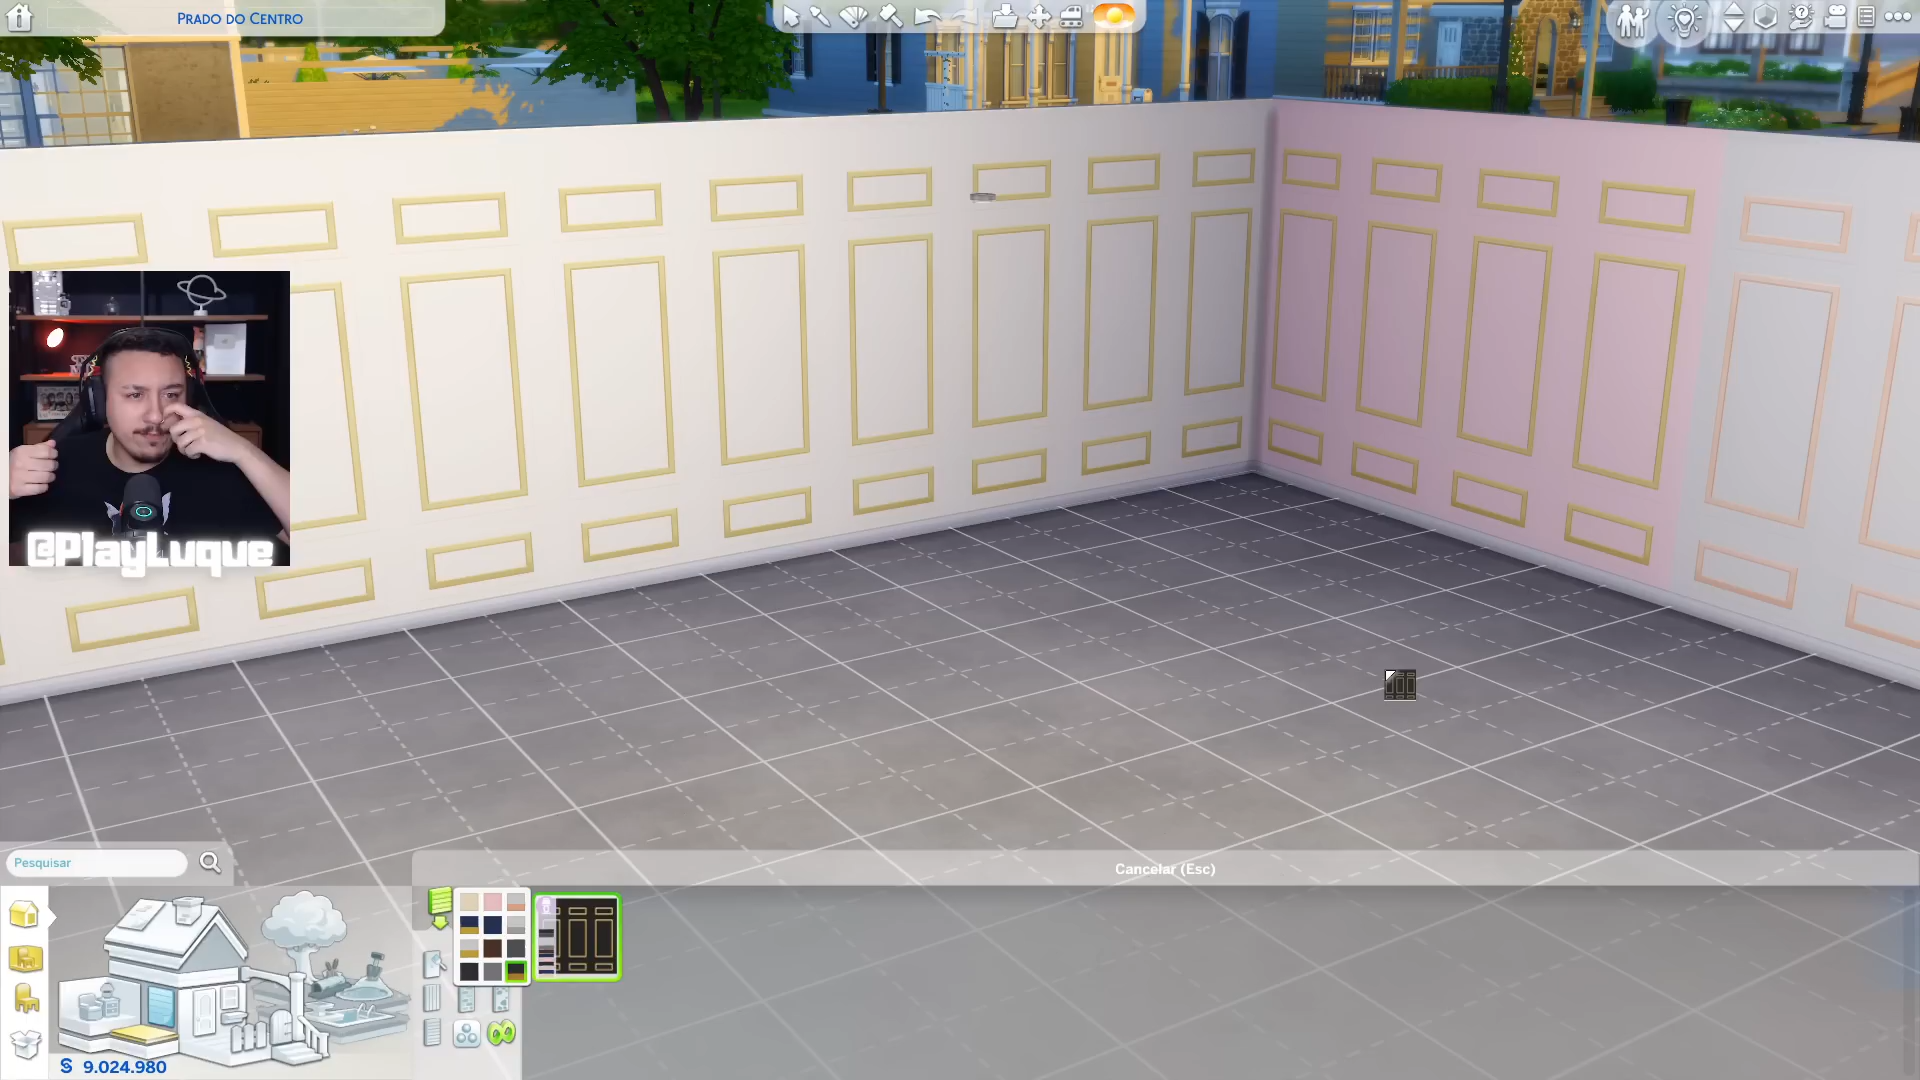 PRADO DO CENTRO
@PlayLuque
Pesquisar
Cancelar (Esc)
S 9.024.980